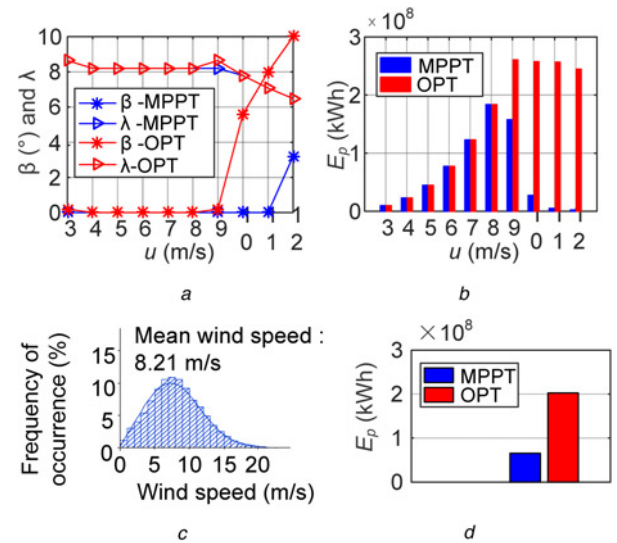 10
8
6
4
2
0
β (°) and λ
β -MPPT
λ -MPPT
β -OPT
λ-OPT
3 4 5 6 7 8 9 0 1 2
u (m/s)
a
× 10^8
3
2
1
0
E_p (kWh)
MPPT
OPT
3 4 5 6 7 8 9 0 1 2
u (m/s)
b
Mean wind speed :
8.21 m/s
15
10
5
0
Frequency of
occurrence (%)
0 5 10 15 20
Wind speed (m/s)
c
×10^8
3
2
1
0
E_p (kWh)
MPPT
OPT
d